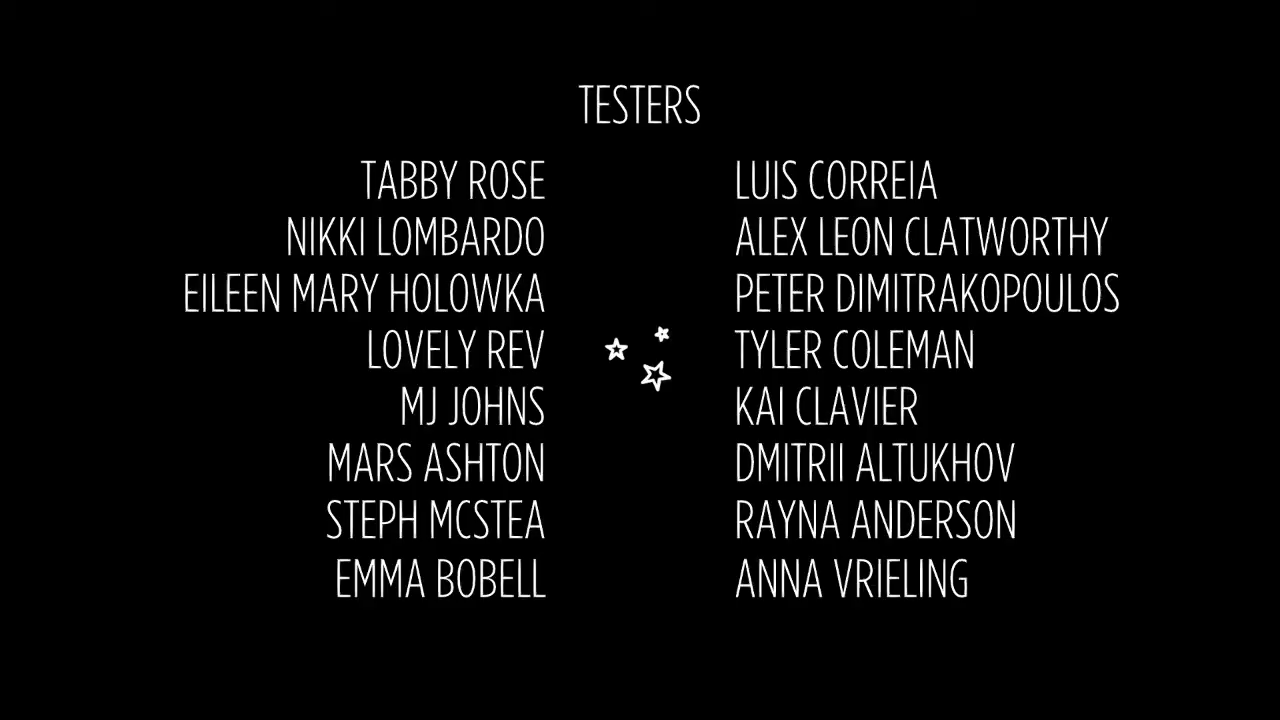 TESTERS
TABBY ROSE
NIKKI LOMBARDO
EILEEN MARY HOLOWKA
LOVELY REV
MJ JOHNS
MARS ASHTON
STEPH MCSTEA
EMMA BOBELL
LUIS CORREIA
ALEX LEON CLATWORTHY
PETER DIMITRAKOPOULOS
TYLER COLEMAN
KAI CLAVIER
DMITRII ALTUKHOV
RAYNA ANDERSON
ANNA VRIELING